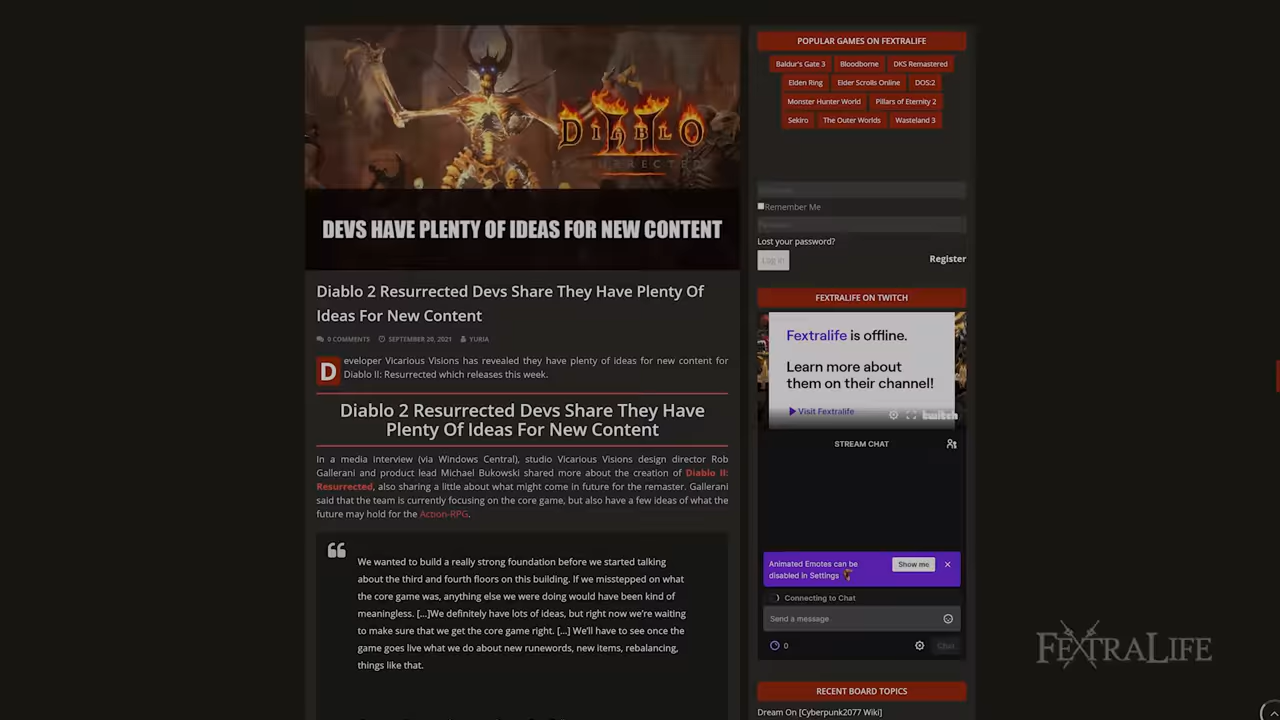 DIABLO
II
RESURRECTED
DEVS HAVE PLENTY OF IDEAS FOR NEW CONTENT
Diablo 2 Resurrected Devs Share They Have Plenty Of
Ideas For New Content
0 COMMENTS SEPTEMBER 20, 2021 YURIA
Developer Vicarious Visions has revealed they have plenty of ideas for new content for
Diablo II: Resurrected which releases this week.
Diablo 2 Resurrected Devs Share They Have
Plenty Of Ideas For New Content
In a media interview (via Windows Central), studio Vicarious Visions design director Rob
Gallerani and product lead Michael Bukowski shared more about the creation of Diablo II:
Resurrected, also sharing a little about what might come in future for the remaster. Gallerani
said that the team is currently focusing on the core game, but also have a few ideas of what the
future may hold for the Action-RPG.
We wanted to build a really strong foundation before we started talking
about the third and fourth floors on this building. If we misstepped on what
the core game was, anything else we were doing would have been kind of
meaningless. [...]We definitely have lots of ideas, but right now we're waiting
to make sure that we get the core game right. [...] We'll have to see once the
game goes live what we do about new runewords, new items, rebalancing,
things like that.
POPULAR GAMES ON FEXTRALIFE
Baldur's Gate 3 Bloodborne DKS Remastered
Elden Ring Elder Scrolls Online DOS:2
Monster Hunter World Pillars of Eternity 2
Sekiro The Outer Worlds Wasteland 3
Remember Me
Lost your password?
Log in Register
FEXTRALIFE ON TWITCH
Fextralife is offline.
Learn more about
them on their channel!
Visit Fextralife twitch
STREAM CHAT
Animated Emotes can be
disabled in Settings
Show me
Connecting to Chat
Send a message
0 Chat
RECENT BOARD TOPICS
Dream On [Cyberpunk2077 Wiki]
FEXTRALIFE